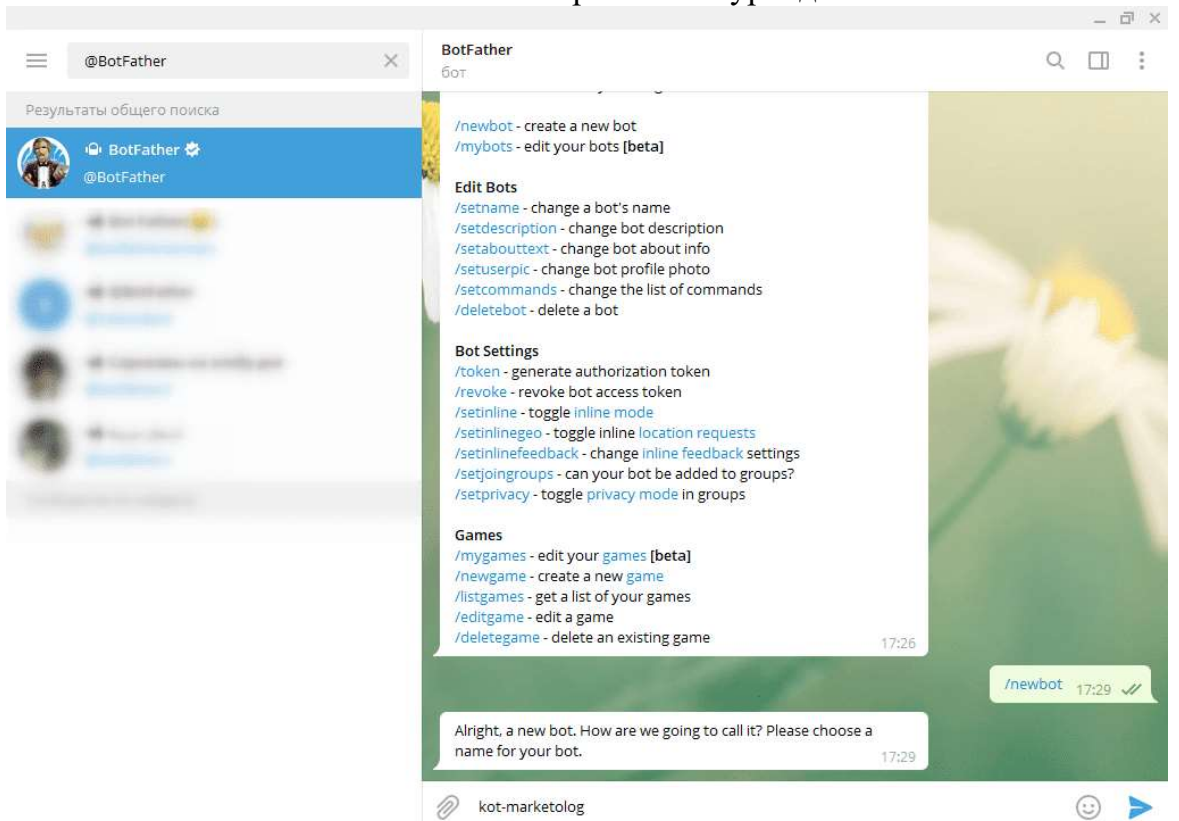 @BotFather
BotFather
бот
Результаты общего поиска
BotFather
@BotFather
/newbot - create a new bot
/mybots - edit your bots [beta]
Edit Bots
/setname - change a bot's name
/setdescription - change bot description
/setabouttext - change bot about info
/setuserpic - change bot profile photo
/setcommands - change the list of commands
/deletebot - delete a bot
Bot Settings
/token - generate authorization token
/revoke - revoke bot access token
/setinline - toggle inline mode
/setinlinegeo - toggle inline location requests
/setinlinefeedback - change inline feedback settings
/setjoingroups - can your bot be added to groups?
/setprivacy - toggle privacy mode in groups
Games
/mygames - edit your games [beta]
/newgame - create a new game
/listgames - get a list of your games
/editgame - edit a game
/deletegame - delete an existing game
17:26
/newbot 17:29
Alright, a new bot. How are we going to call it? Please choose a
name for your bot.
17:29
kot-marketolog